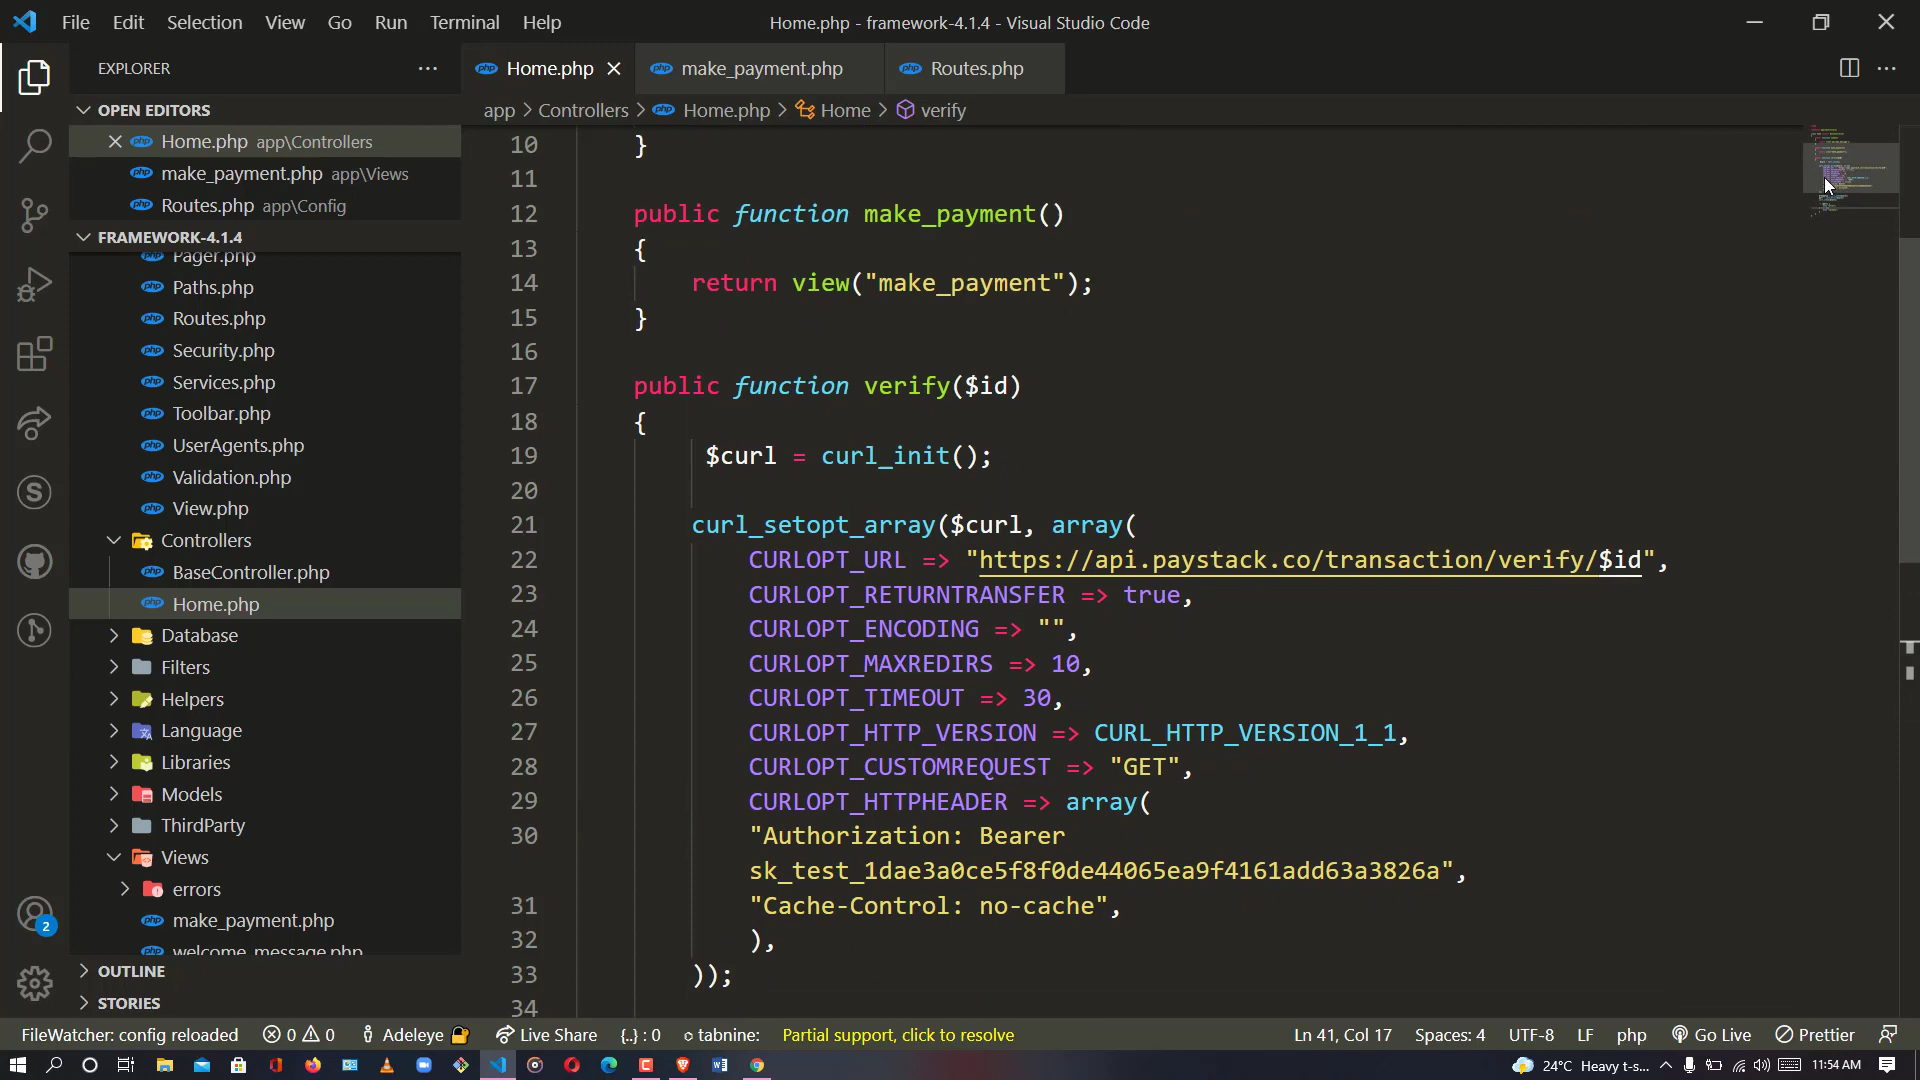 File Edit Selection View Go Run Terminal Help
Home.php - framework-4.1.4 - Visual Studio Code
EXPLORER
Home.php
make_payment.php
Routes.php
OPEN EDITORS
app > Controllers > Home.php > Home > verify
Home.php app\Controllers
make_payment.php app\Views
Routes.php app\Config
FRAMEWORK-4.1.4
Pager.php
Paths.php
Routes.php
Security.php
Services.php
Toolbar.php
UserAgents.php
Validation.php
View.php
Controllers
BaseController.php
Home.php
Database
Filters
Helpers
Language
Libraries
Models
ThirdParty
Views
errors
make_payment.php
welcome_message.php
OUTLINE
STORIES
10 }
11
12 public function make_payment()
13 {
14 return view("make_payment");
15 }
16
17 public function verify($id)
18 {
19 $curl = curl_init();
20
21 curl_setopt_array($curl, array(
22 CURLOPT_URL => "https://api.paystack.co/transaction/verify/$id",
23 CURLOPT_RETURNTRANSFER => true,
24 CURLOPT_ENCODING => "",
25 CURLOPT_MAXREDIRS => 10,
26 CURLOPT_TIMEOUT => 30,
27 CURLOPT_HTTP_VERSION => CURL_HTTP_VERSION_1_1,
28 CURLOPT_CUSTOMREQUEST => "GET",
29 CURLOPT_HTTPHEADER => array(
30 "Authorization: Bearer
sk_test_1dae3a0ce5f8f0de44065ea9f4161add63a3826a",
31 "Cache-Control: no-cache",
32 ),
33 ));
34
2
FileWatcher: config reloaded 0 0 Adeleye Live Share {..} : 0 tabnine: Partial support, click to resolve Ln 41, Col 17 Spaces: 4 UTF-8 LF php Go Live Prettier
24°C Heavy t-s... 11:54 AM